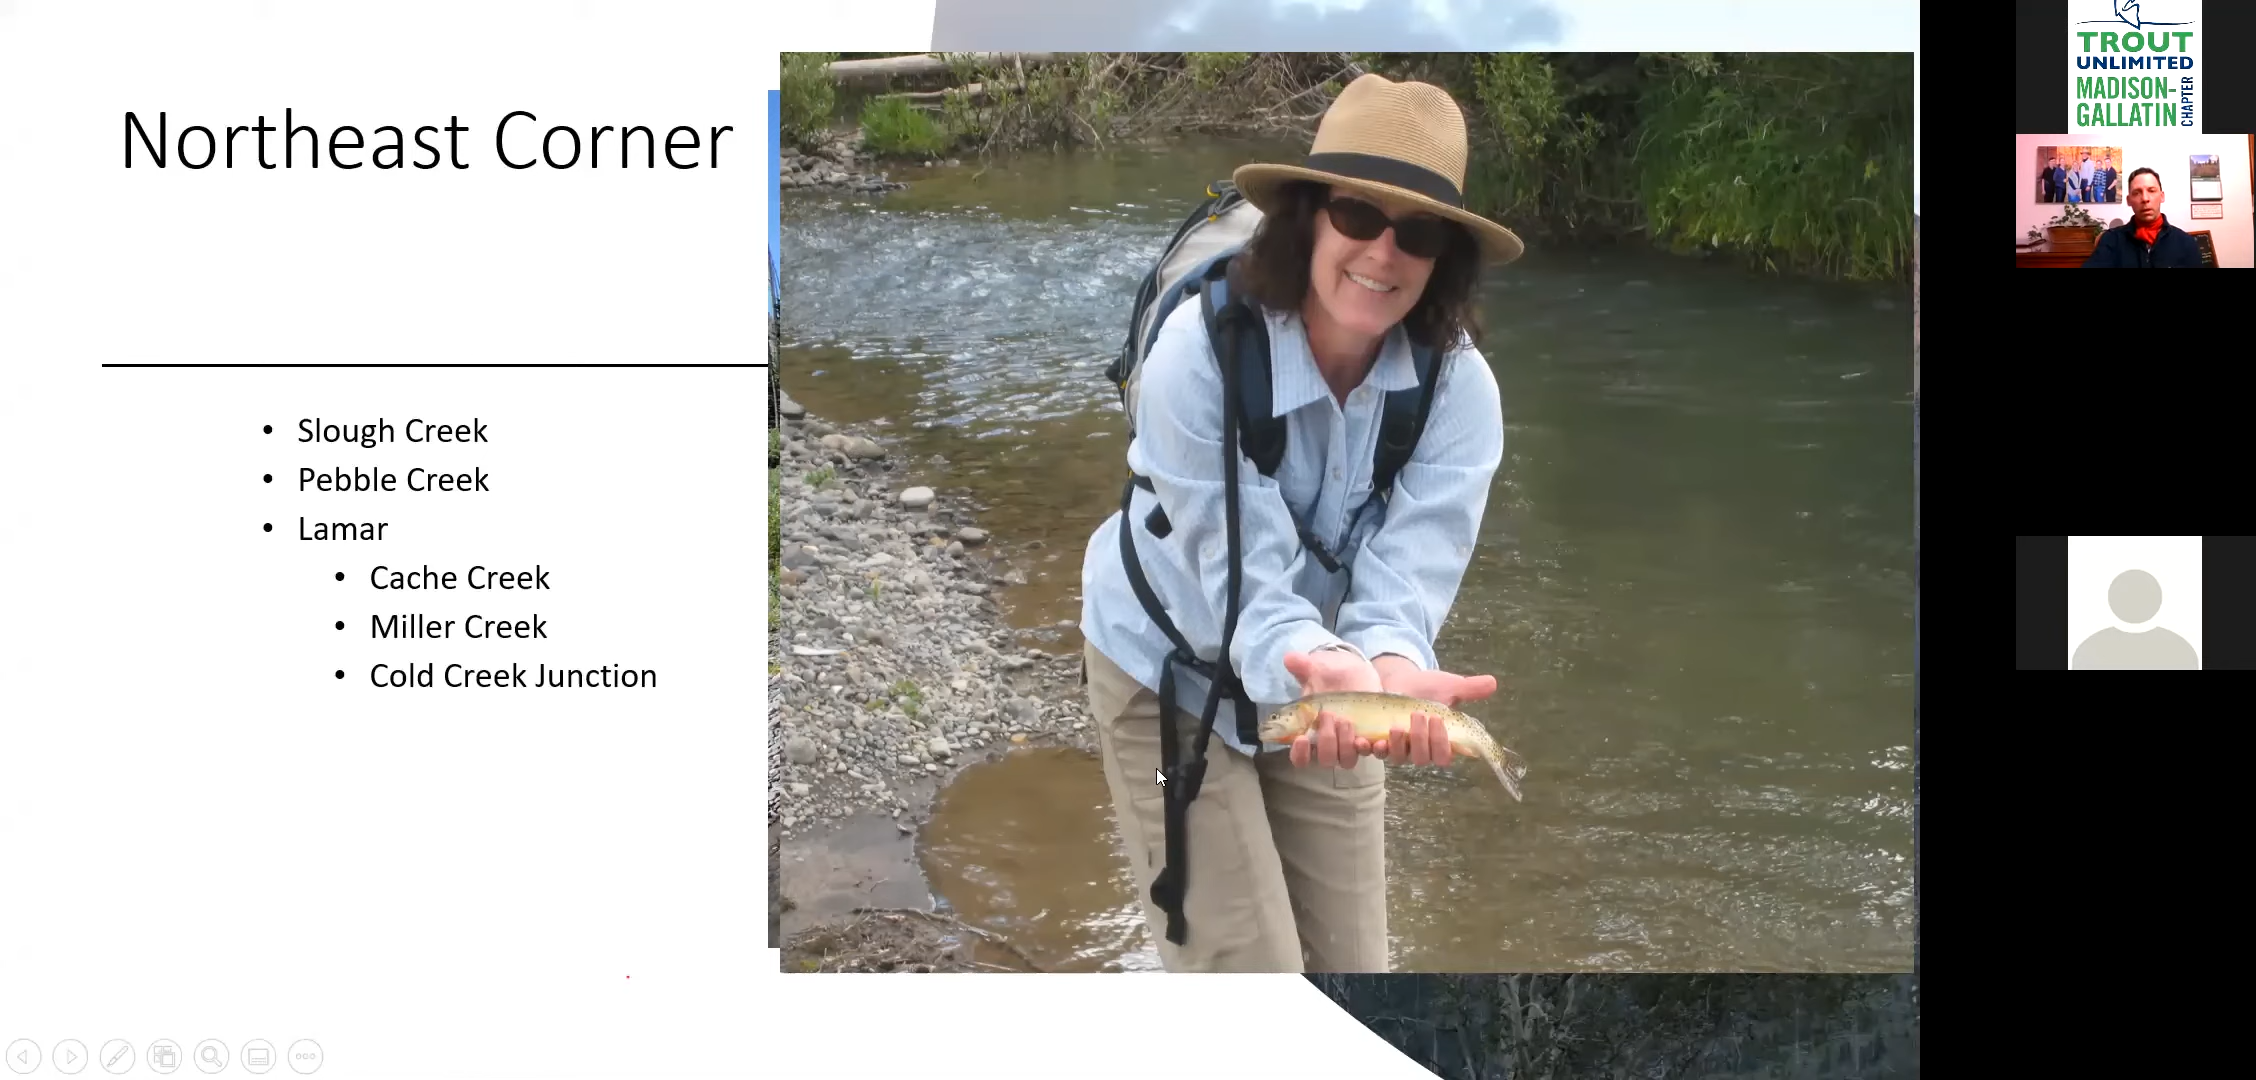 Northeast Corner
• Slough Creek
• Pebble Creek
• Lamar
• Cache Creek
• Miller Creek
• Cold Creek Junction
TROUT
UNLIMITED
MADISON-
GALLATIN
CHAPTER